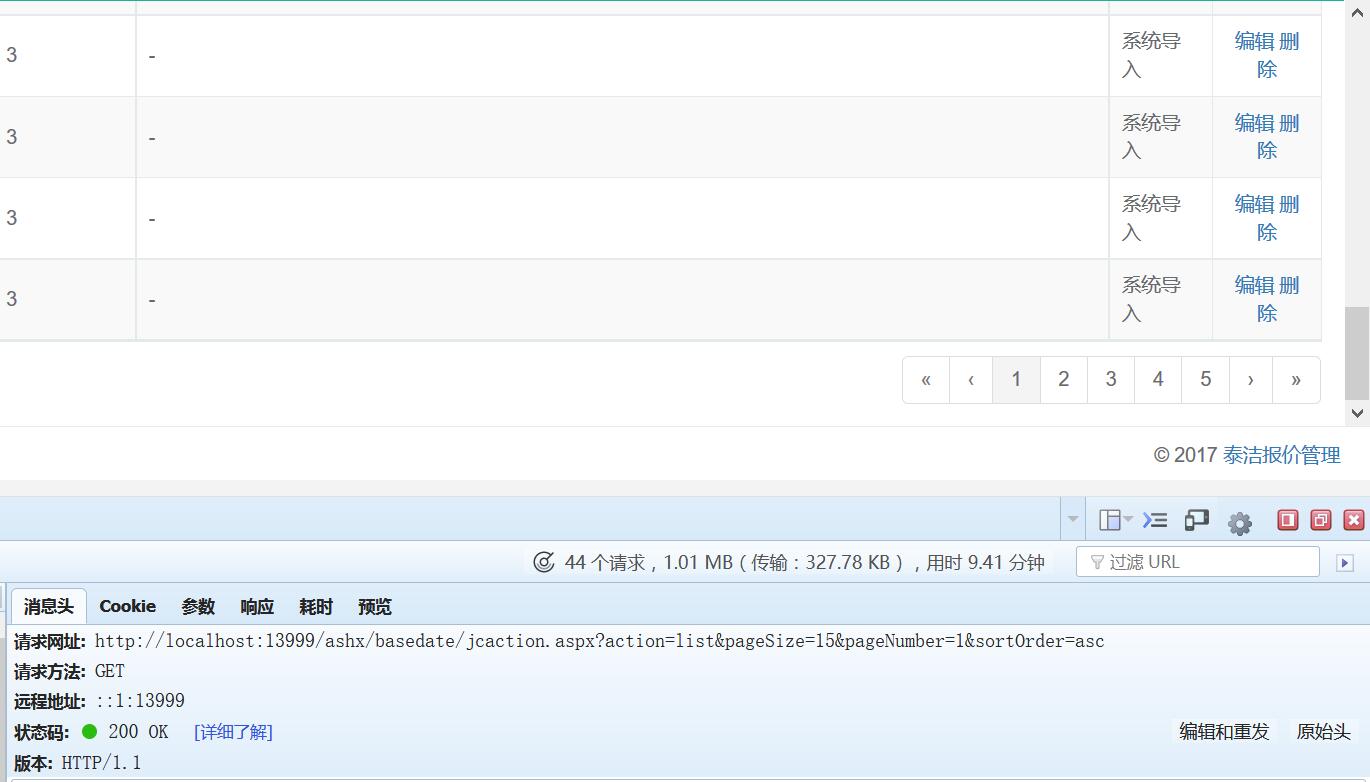 3 - 系统导 编辑 删
入 除
3 - 系统导 编辑 删
入 除
3 - 系统导 编辑 删
入 除
3 - 系统导 编辑 删
入 除
« ‹ 1 2 3 4 5 › »
© 2017 泰洁报价管理
44 个请求，1.01 MB（传输：327.78 KB），用时 9.41 分钟 过滤 URL
消息头 Cookie 参数 响应 耗时 预览
请求网址: http://localhost:13999/ashx/basedate/jcaction.aspx?action=list&pageSize=15&pageNumber=1&sortOrder=asc
请求方法: GET
远程地址: ::1:13999
状态码: 200 OK [详细了解] 编辑和重发 原始头
版本: HTTP/1.1